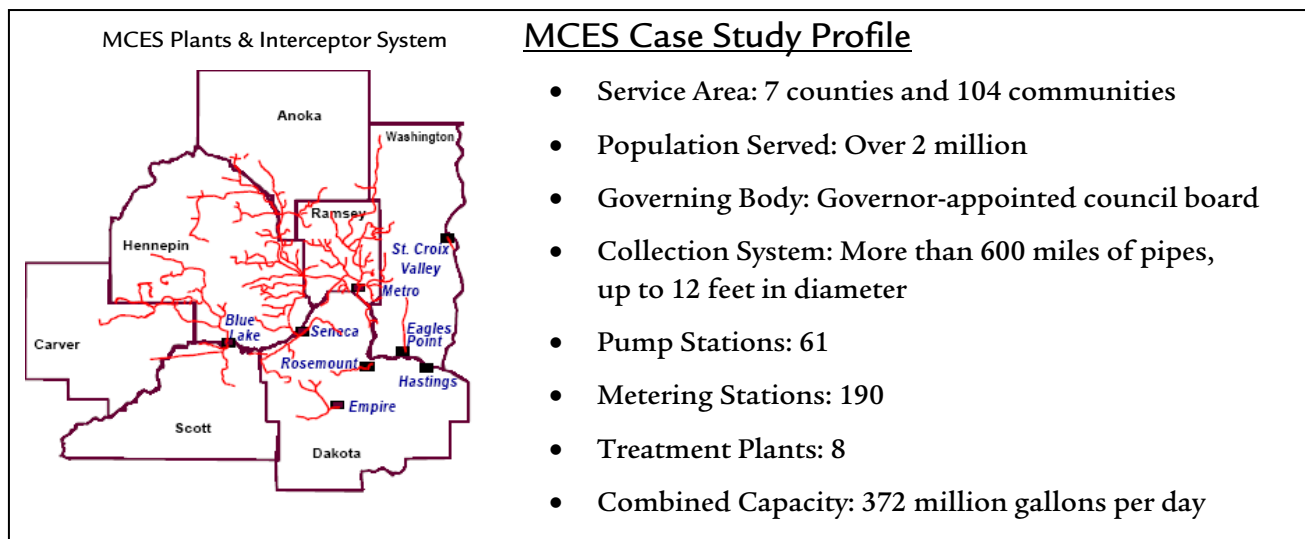 MCES Plants & Interceptor System
Anoka
Washington
Ramsey
Hennepin
St. Croix
Valley
Metro
Blue
Lake
Seneca
Eagles
Point
Carver
Rosemount
Hastings
Empire
Scott
Dakota
MCES Case Study Profile
• Service Area: 7 counties and 104 communities
• Population Served: Over 2 million
• Governing Body: Governor-appointed council board
• Collection System: More than 600 miles of pipes,
up to 12 feet in diameter
• Pump Stations: 61
• Metering Stations: 190
• Treatment Plants: 8
• Combined Capacity: 372 million gallons per day